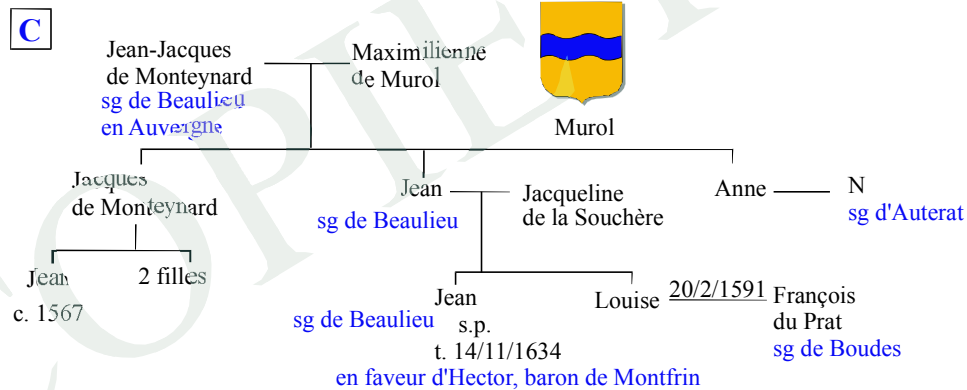 C
Jean-Jacques
de Monteynard
sg de Beaulieu
en Auvergne
Maximilienne
de Murol
Murol
Jacques
de Monteynard
Jean
sg de Beaulieu
Jacqueline
de la Souchère
Anne
N
sg d'Auterat
Jean
c. 1567
2 filles
Jean
sg de Beaulieu
s.p.
t. 14/11/1634
en faveur d'Hector, baron de Montfrin
Louise
20/2/1591
François
du Prat
sg de Boudes